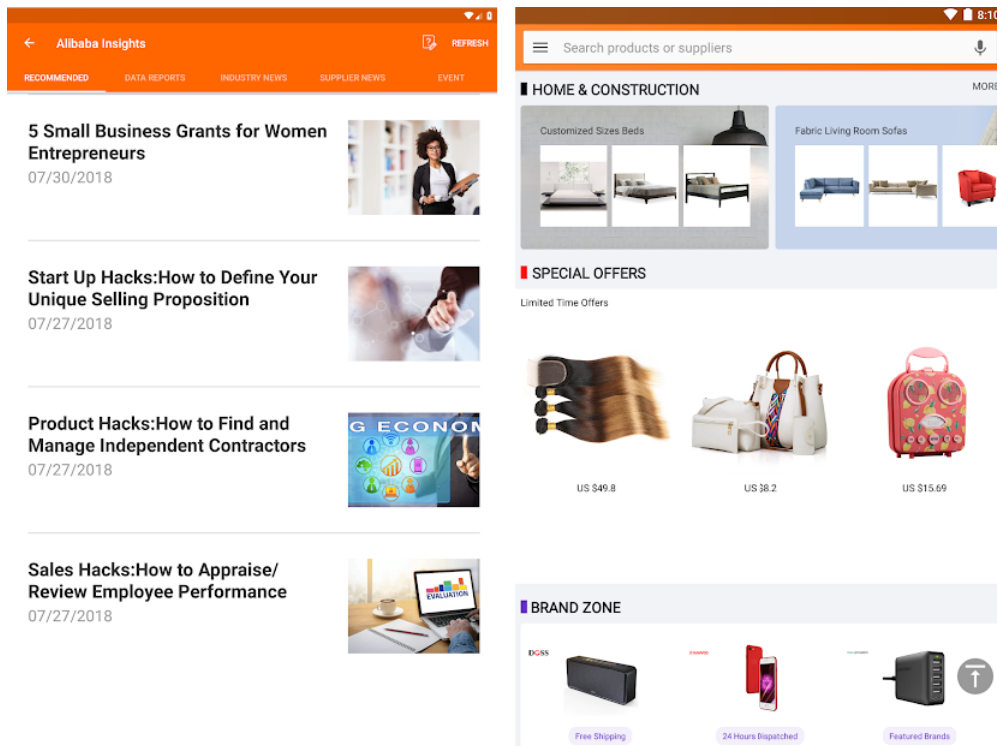 Alibaba Insights
REFRESH
RECOMMENDED
DATA REPORTS
INDUSTRY NEWS
SUPPLIER NEWS
EVENT
5 Small Business Grants for Women
Entrepreneurs
07/30/2018
Start Up Hacks:How to Define Your
Unique Selling Proposition
07/27/2018
Product Hacks:How to Find and
Manage Independent Contractors
07/27/2018
G ECONOM
Sales Hacks:How to Appraise/
Review Employee Performance
07/27/2018
EVALUATION
8:10
Search products or suppliers
HOME & CONSTRUCTION
MORE
Customized Sizes Beds
Fabric Living Room Sofas
SPECIAL OFFERS
Limited Time Offers
US $49.8
US $8.2
US $15.69
BRAND ZONE
DOSS
Free Shipping
24 Hours Dispatched
Featured Brands